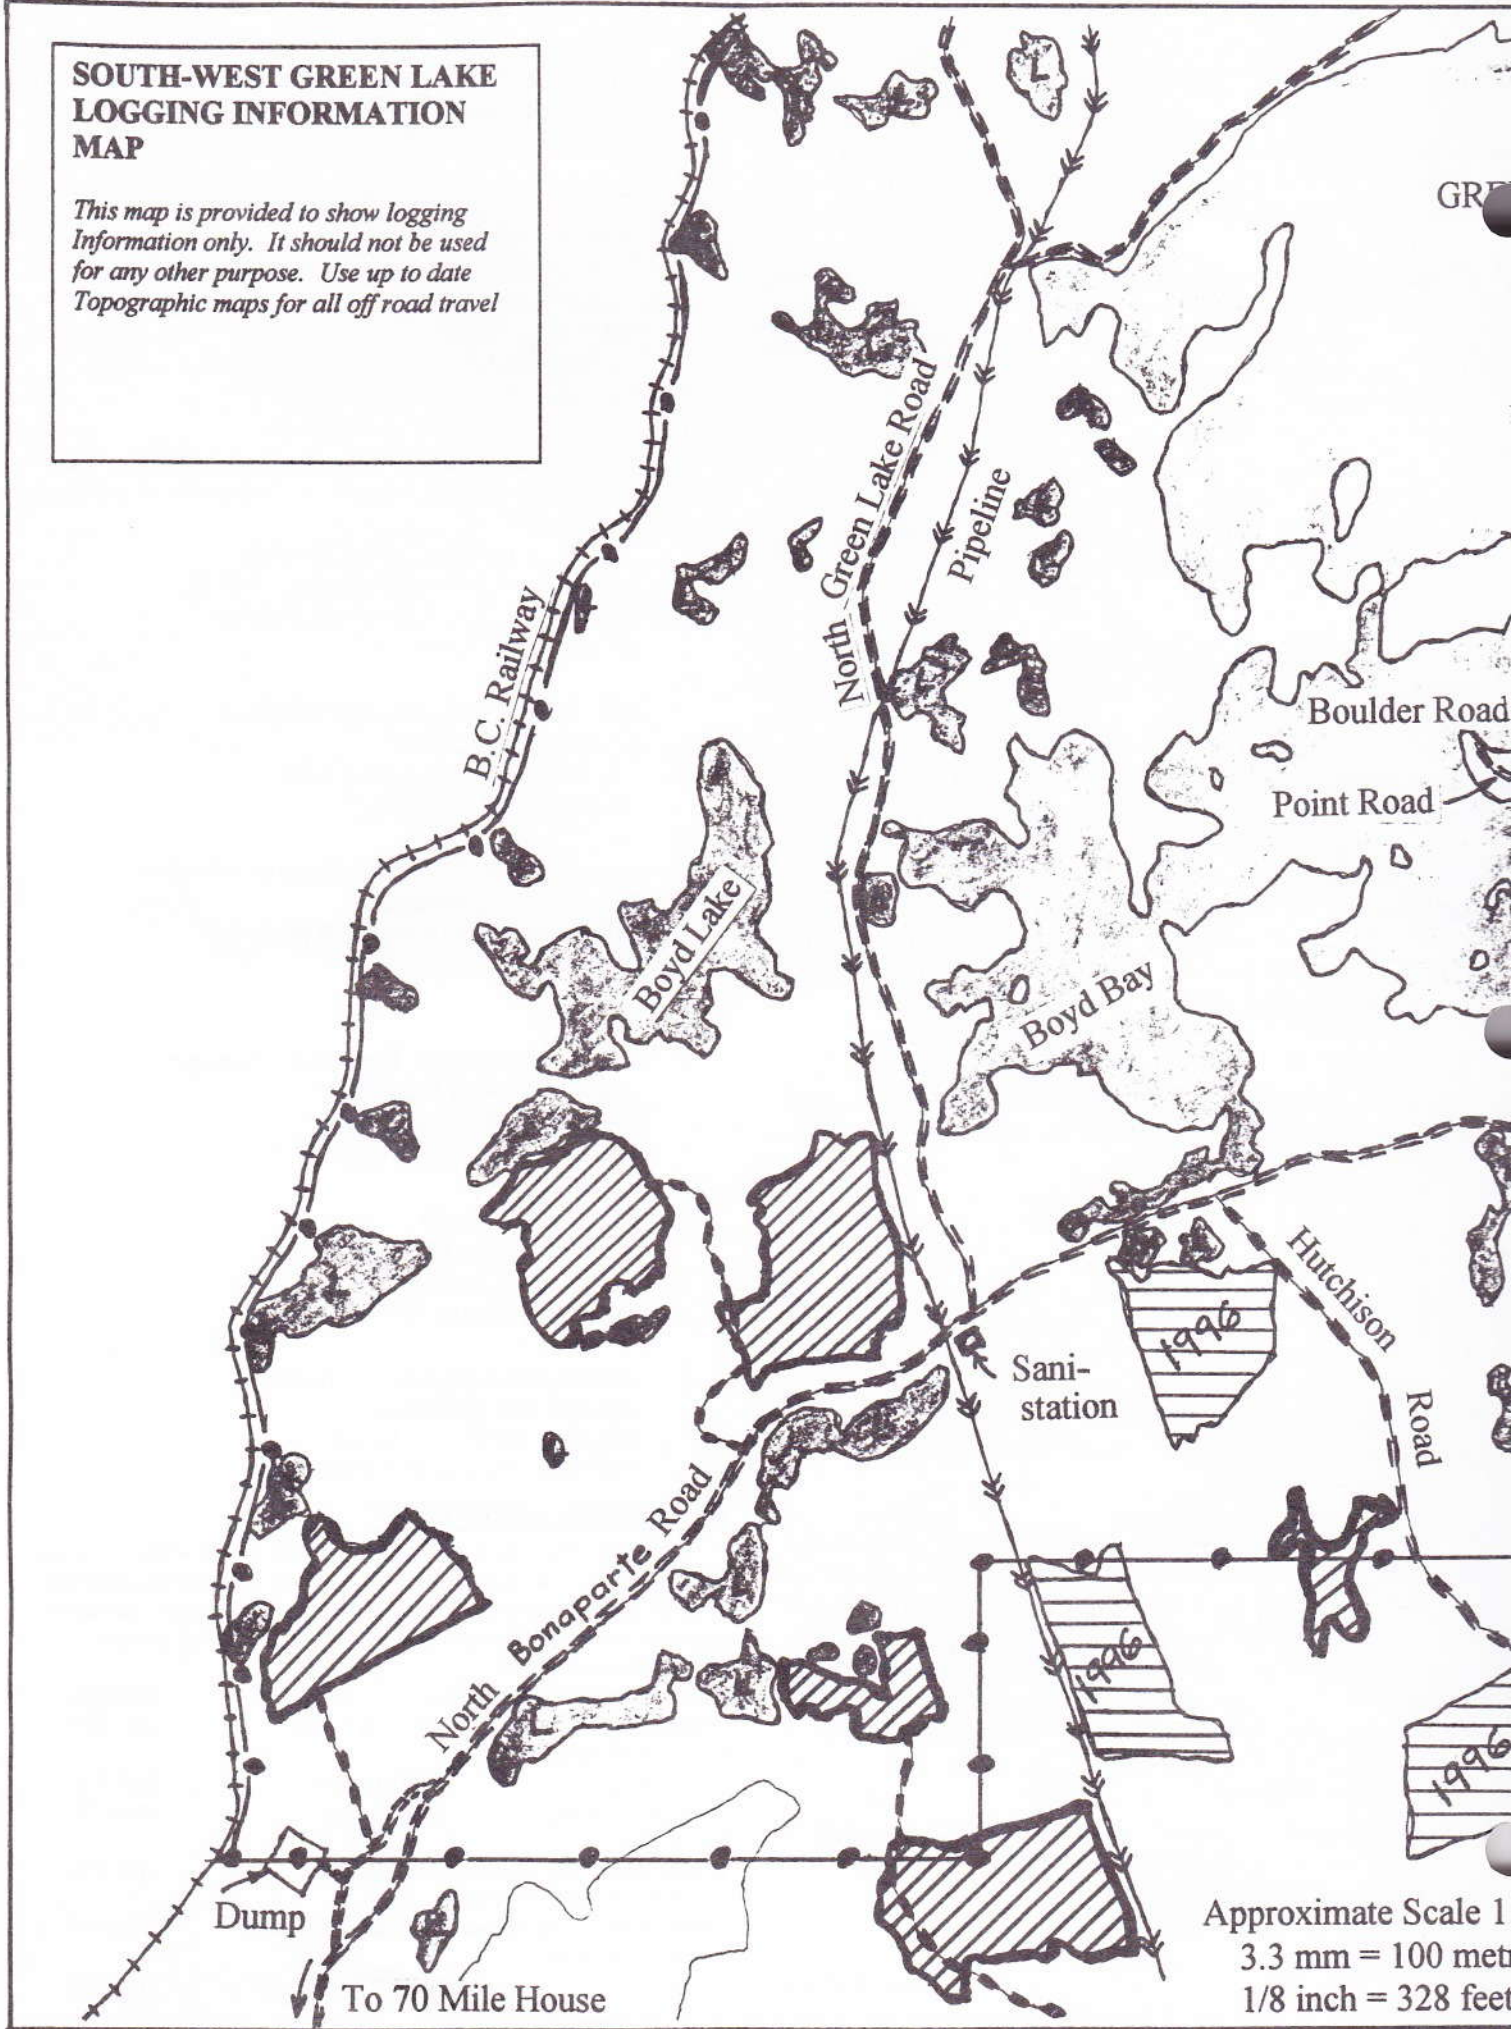 SOUTH-WEST GREEN LAKE
LOGGING INFORMATION
MAP
This map is provided to show logging
Information only. It should not be used
for any other purpose. Use up to date
Topographic maps for all off road travel
B.C. Railway
North Green Lake Road
Pipeline
Boulder Road
Point Road
Boyd Lake
Boyd Bay
Hutchison
Road
1996
Sani-
station
North Bonaparte Road
1996
1996
Dump
To 70 Mile House
Approximate Scale 1
3.3 mm = 100 met
1/8 inch = 328 feet